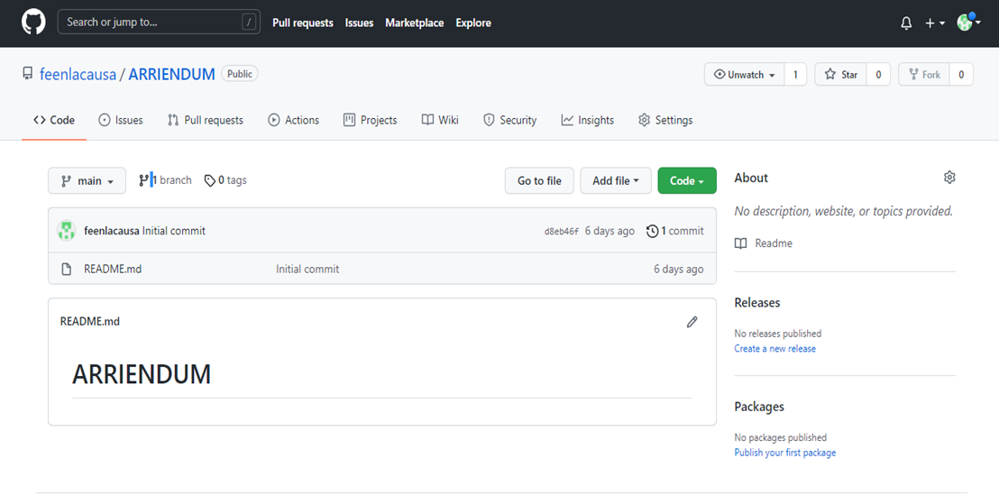 Search or jump to... / Pull requests Issues Marketplace Explore
feenlacausa / ARRIENDUM Public Unwatch 1 Star 0 Fork 0
Code Issues Pull requests Actions Projects Wiki Security Insights Settings
main 1 branch 0 tags Go to file Add file Code
feenlacausa Initial commit d8eb46f 6 days ago 1 commit
README.md Initial commit 6 days ago
README.md
ARRIENDUM
About
No description, website, or topics provided.
Readme
Releases
No releases published
Create a new release
Packages
No packages published
Publish your first package